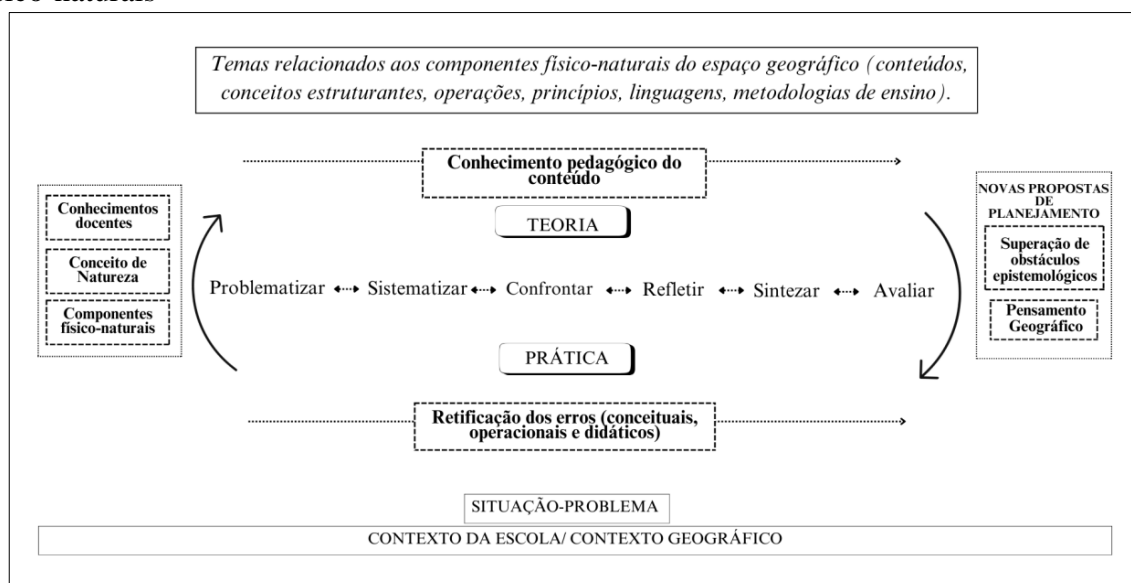 Temas relacionados aos componentes físico-naturais do espaço geográfico (conteúdos,
conceitos estruturantes, operações, princípios, linguagens, metodologias de ensino).
Conhecimento pedagógico do
conteúdo
TEORIA
Conhecimentos
docentes
Conceito de
Natureza
Componentes
físico-naturais
Problematizar
Sistematizar
Confrontar
Refletir
Sintezar
Avaliar
NOVAS PROPOSTAS
DE
PLANEJAMENTO
Superação de
obstáculos
epistemológicos
Pensamento
Geográfico
PRÁTICA
Retificação dos erros (conceituais,
operacionais e didáticos)
SITUAÇÃO-PROBLEMA
CONTEXTO DA ESCOLA/ CONTEXTO GEOGRÁFICO